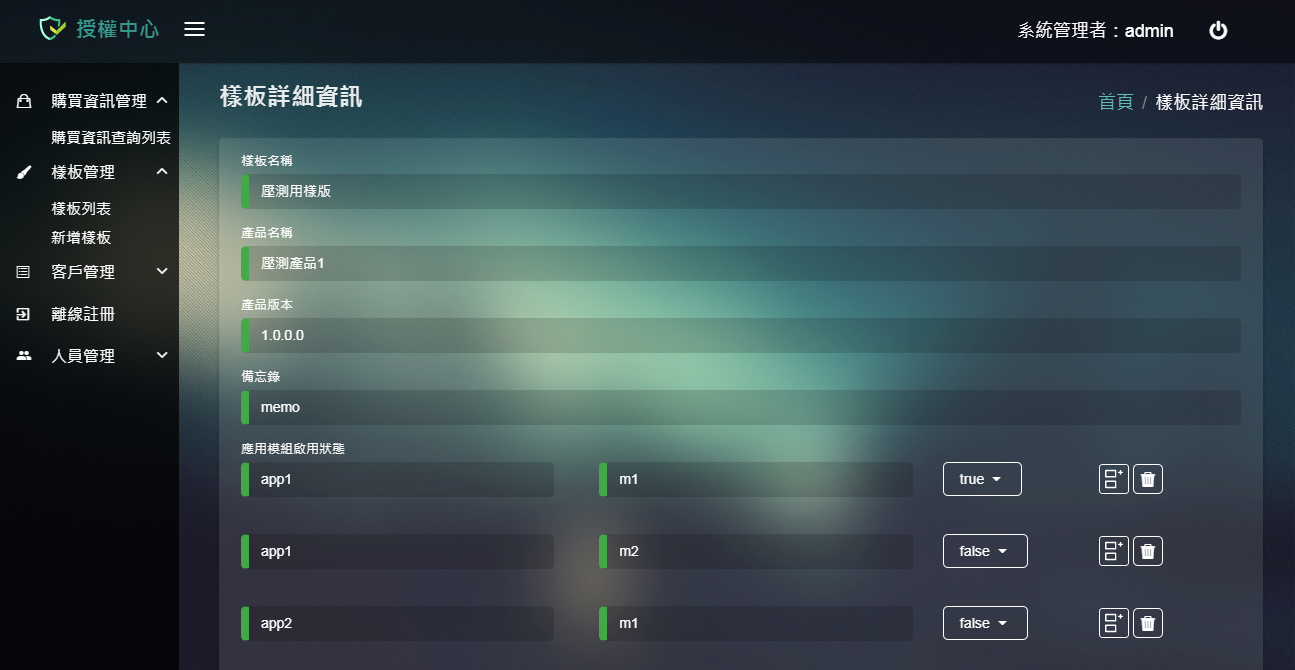 授權中心
系統管理者：admin
購買資訊管理
購買資訊查詢列表
樣板管理
樣板列表
新增樣板
客戶管理
離線註冊
人員管理
樣板詳細資訊
首頁 / 樣板詳細資訊
樣板名稱
壓測用樣版
產品名稱
壓測產品1
產品版本
1.0.0.0
備忘錄
memo
應用模組啟用狀態
app1 m1 true
app1 m2 false
app2 m1 false